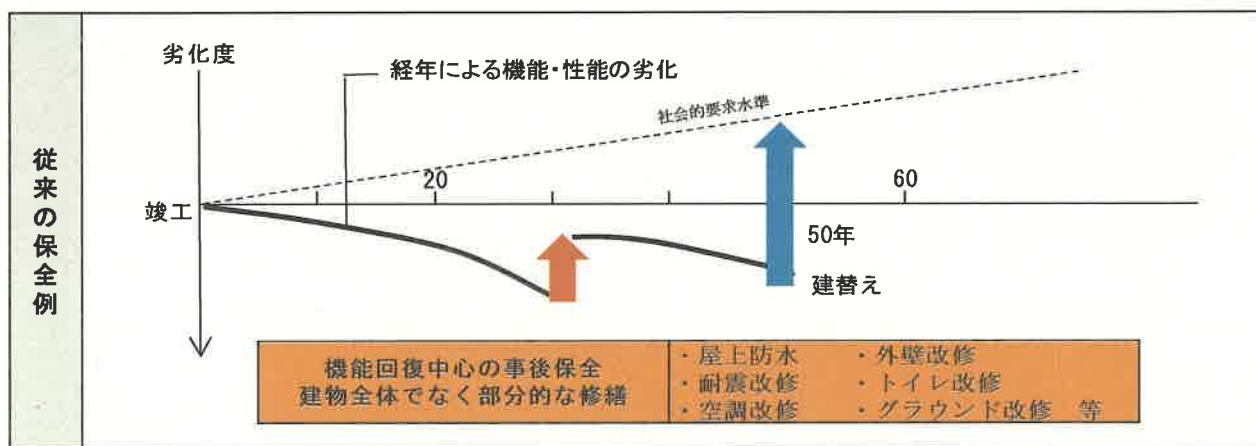 従来の保全例
劣化度
経年による機能・性能の劣化
社会的要求水準
20
60
竣工
50年
建替え
機能回復中心の事後保全
建物全体でなく部分的な修繕
・屋上防水 ・外壁改修
・耐震改修 ・トイレ改修
・空調改修 ・グラウンド改修 等